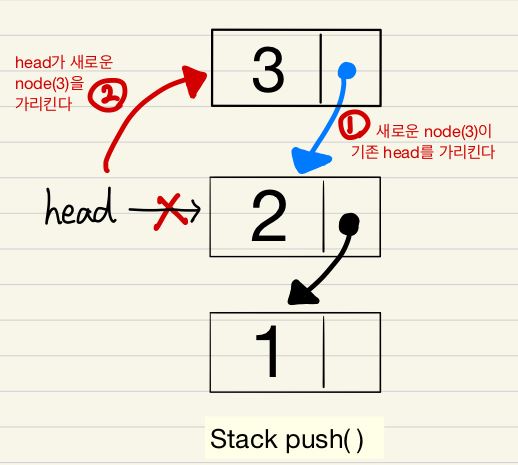 head가 새로운
node(3)을
가리킨다
②
3
① 새로운 node(3)이
기존 head를 가리킨다
head
2
1
Stack push( )